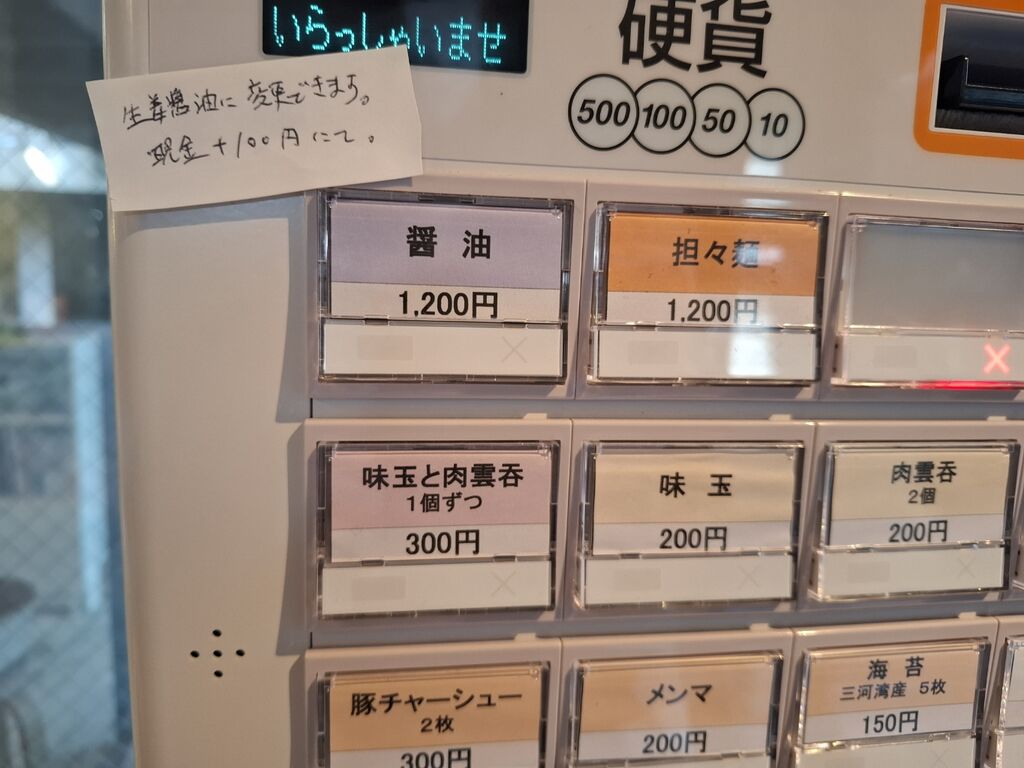 いらっしゃいませ
硬貨
500 100 50 10
生姜醤油に変更できます。
現金+100円にて。
醤油
1,200円
担々麺
1,200円
味玉と肉雲呑
1個ずつ
300円
味玉
200円
肉雲呑
2個
200円
豚チャーシュー
2枚
300円
メンマ
200円
海苔
三河湾産 5枚
150円